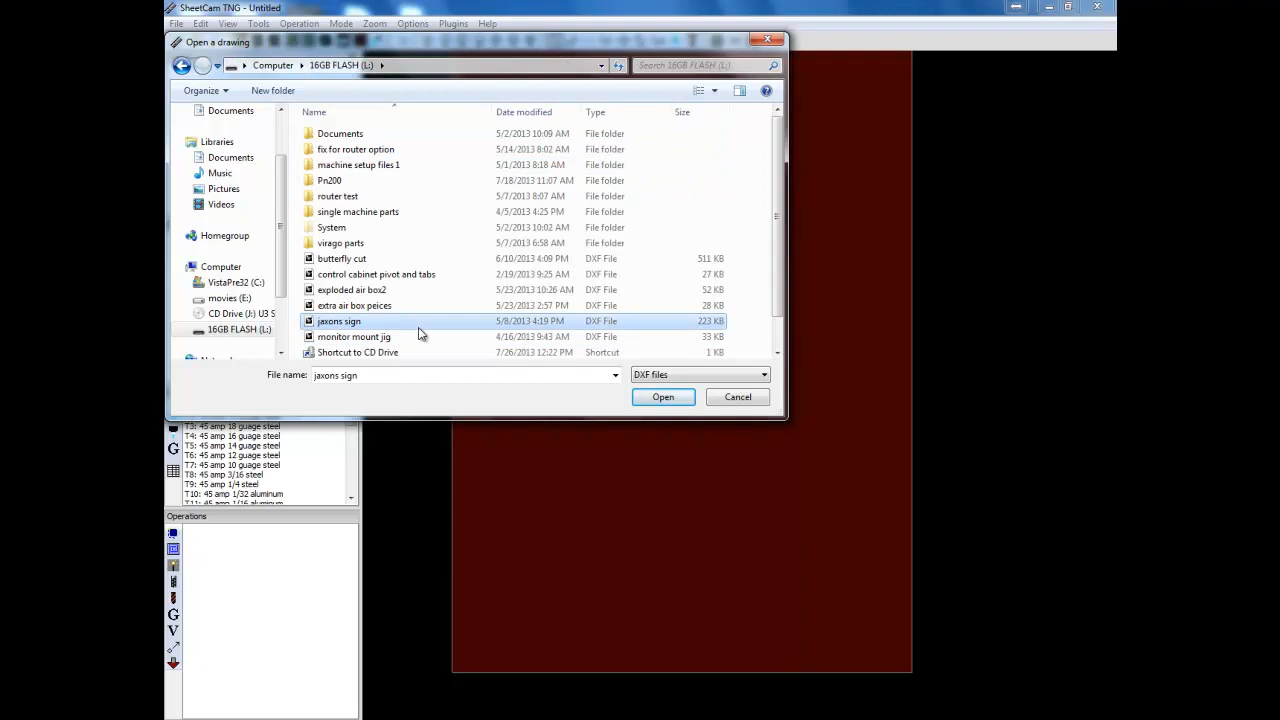 SheetCam TNG - Untitled
File Edit View Tools Operation Mode Zoom Options Plugins Help
Open a drawing
Computer 16GB FLASH (L:) Search 16GB FLASH (L:)
Organize New folder
Documents
Libraries
Documents
Music
Pictures
Videos
Homegroup
Computer
VistaPre32 (C:)
movies (E:)
CD Drive (J:) U3 S
16GB FLASH (L:)
Name Date modified Type Size
Documents 5/2/2013 10:09 AM File folder
fix for router option 5/14/2013 8:02 AM File folder
machine setup files 1 5/1/2013 8:18 AM File folder
Pn200 7/18/2013 11:07 AM File folder
router test 5/7/2013 8:07 AM File folder
single machine parts 4/5/2013 4:25 PM File folder
System 5/2/2013 10:02 AM File folder
virago parts 5/7/2013 6:58 AM File folder
butterfly cut 6/10/2013 4:09 PM DXF File 511 KB
control cabinet pivot and tabs 2/19/2013 9:25 AM DXF File 27 KB
exploded air box2 5/23/2013 10:26 AM DXF File 52 KB
extra air box peices 5/23/2013 2:57 PM DXF File 28 KB
jaxons sign 5/8/2013 4:19 PM DXF File 223 KB
monitor mount jig 4/16/2013 9:43 AM DXF File 33 KB
Shortcut to CD Drive 7/26/2013 12:22 PM Shortcut 1 KB
File name: jaxons sign DXF files
Open Cancel
T3: 45 amp 18 guage steel
T4: 45 amp 16 guage steel
T5: 45 amp 14 guage steel
T6: 45 amp 12 guage steel
T7: 45 amp 10 guage steel
T8: 45 amp 3/16 steel
T9: 45 amp 1/4 steel
T10: 45 amp 1/32 aluminum
T11: 45 amp 1/16 aluminum
Operations
G
G
V